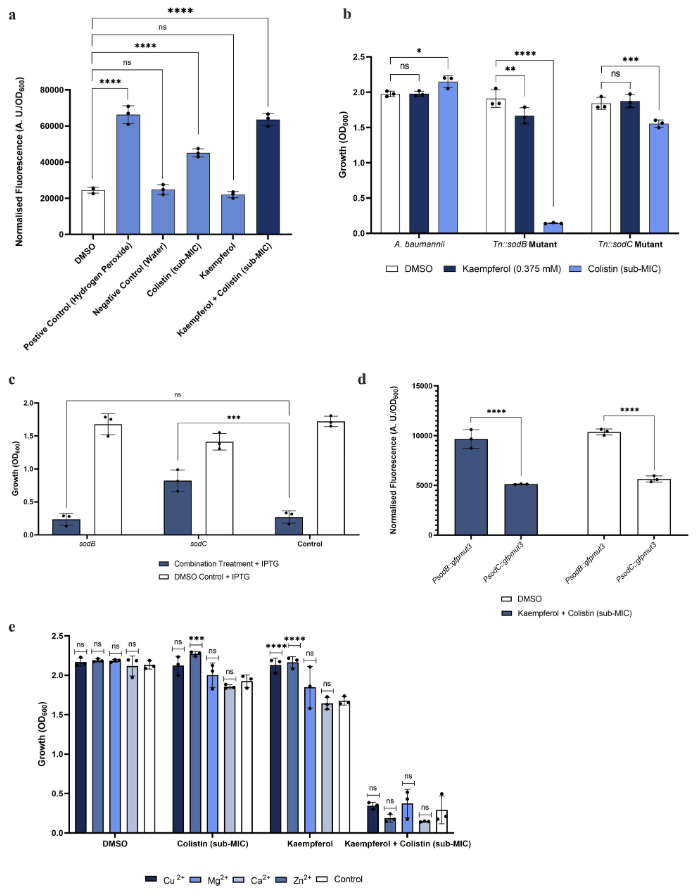 a
****
ns
****
ns
****
Normalised Fluorescence (A. U./OD600)
80000
60000
40000
20000
0
DMSO
Postive Control (Hydrogen Peroxide)
Negative Control (Water)
Colistin (sub-MIC)
Kaempferol
Kaempferol + Colistin (sub-MIC)
b
* **** ***
ns ** ns
Growth (OD600)
2.0
1.5
1.0
0.5
0.0
A. baumannii Tn::sodB Mutant Tn::sodC Mutant
DMSO Kaempferol (0.375 mM) Colistin (sub-MIC)
c
ns
***
Growth (OD600)
2.0
1.5
1.0
0.5
0.0
sodB sodC Control
Combination Treatment + IPTG
DMSO Control + IPTG
d
**** ****
Normalised Fluorescence (A. U./OD600)
15000
10000
5000
0
PsodB::gfpmut3
PsodC::gfpmut3
PsodB::gfpmut3
PsodC::gfpmut3
DMSO
Kaempferol + Colistin (sub-MIC)
e
ns ns ns ns ns *** ns ns **** **** ns ns
ns ns ns ns
Growth (OD600)
2.5
2.0
1.5
1.0
0.5
0.0
DMSO Colistin (sub-MIC) Kaempferol Kaempferol + Colistin (sub-MIC)
Cu 2+ Mg2+ Ca2+ Zn2+ Control